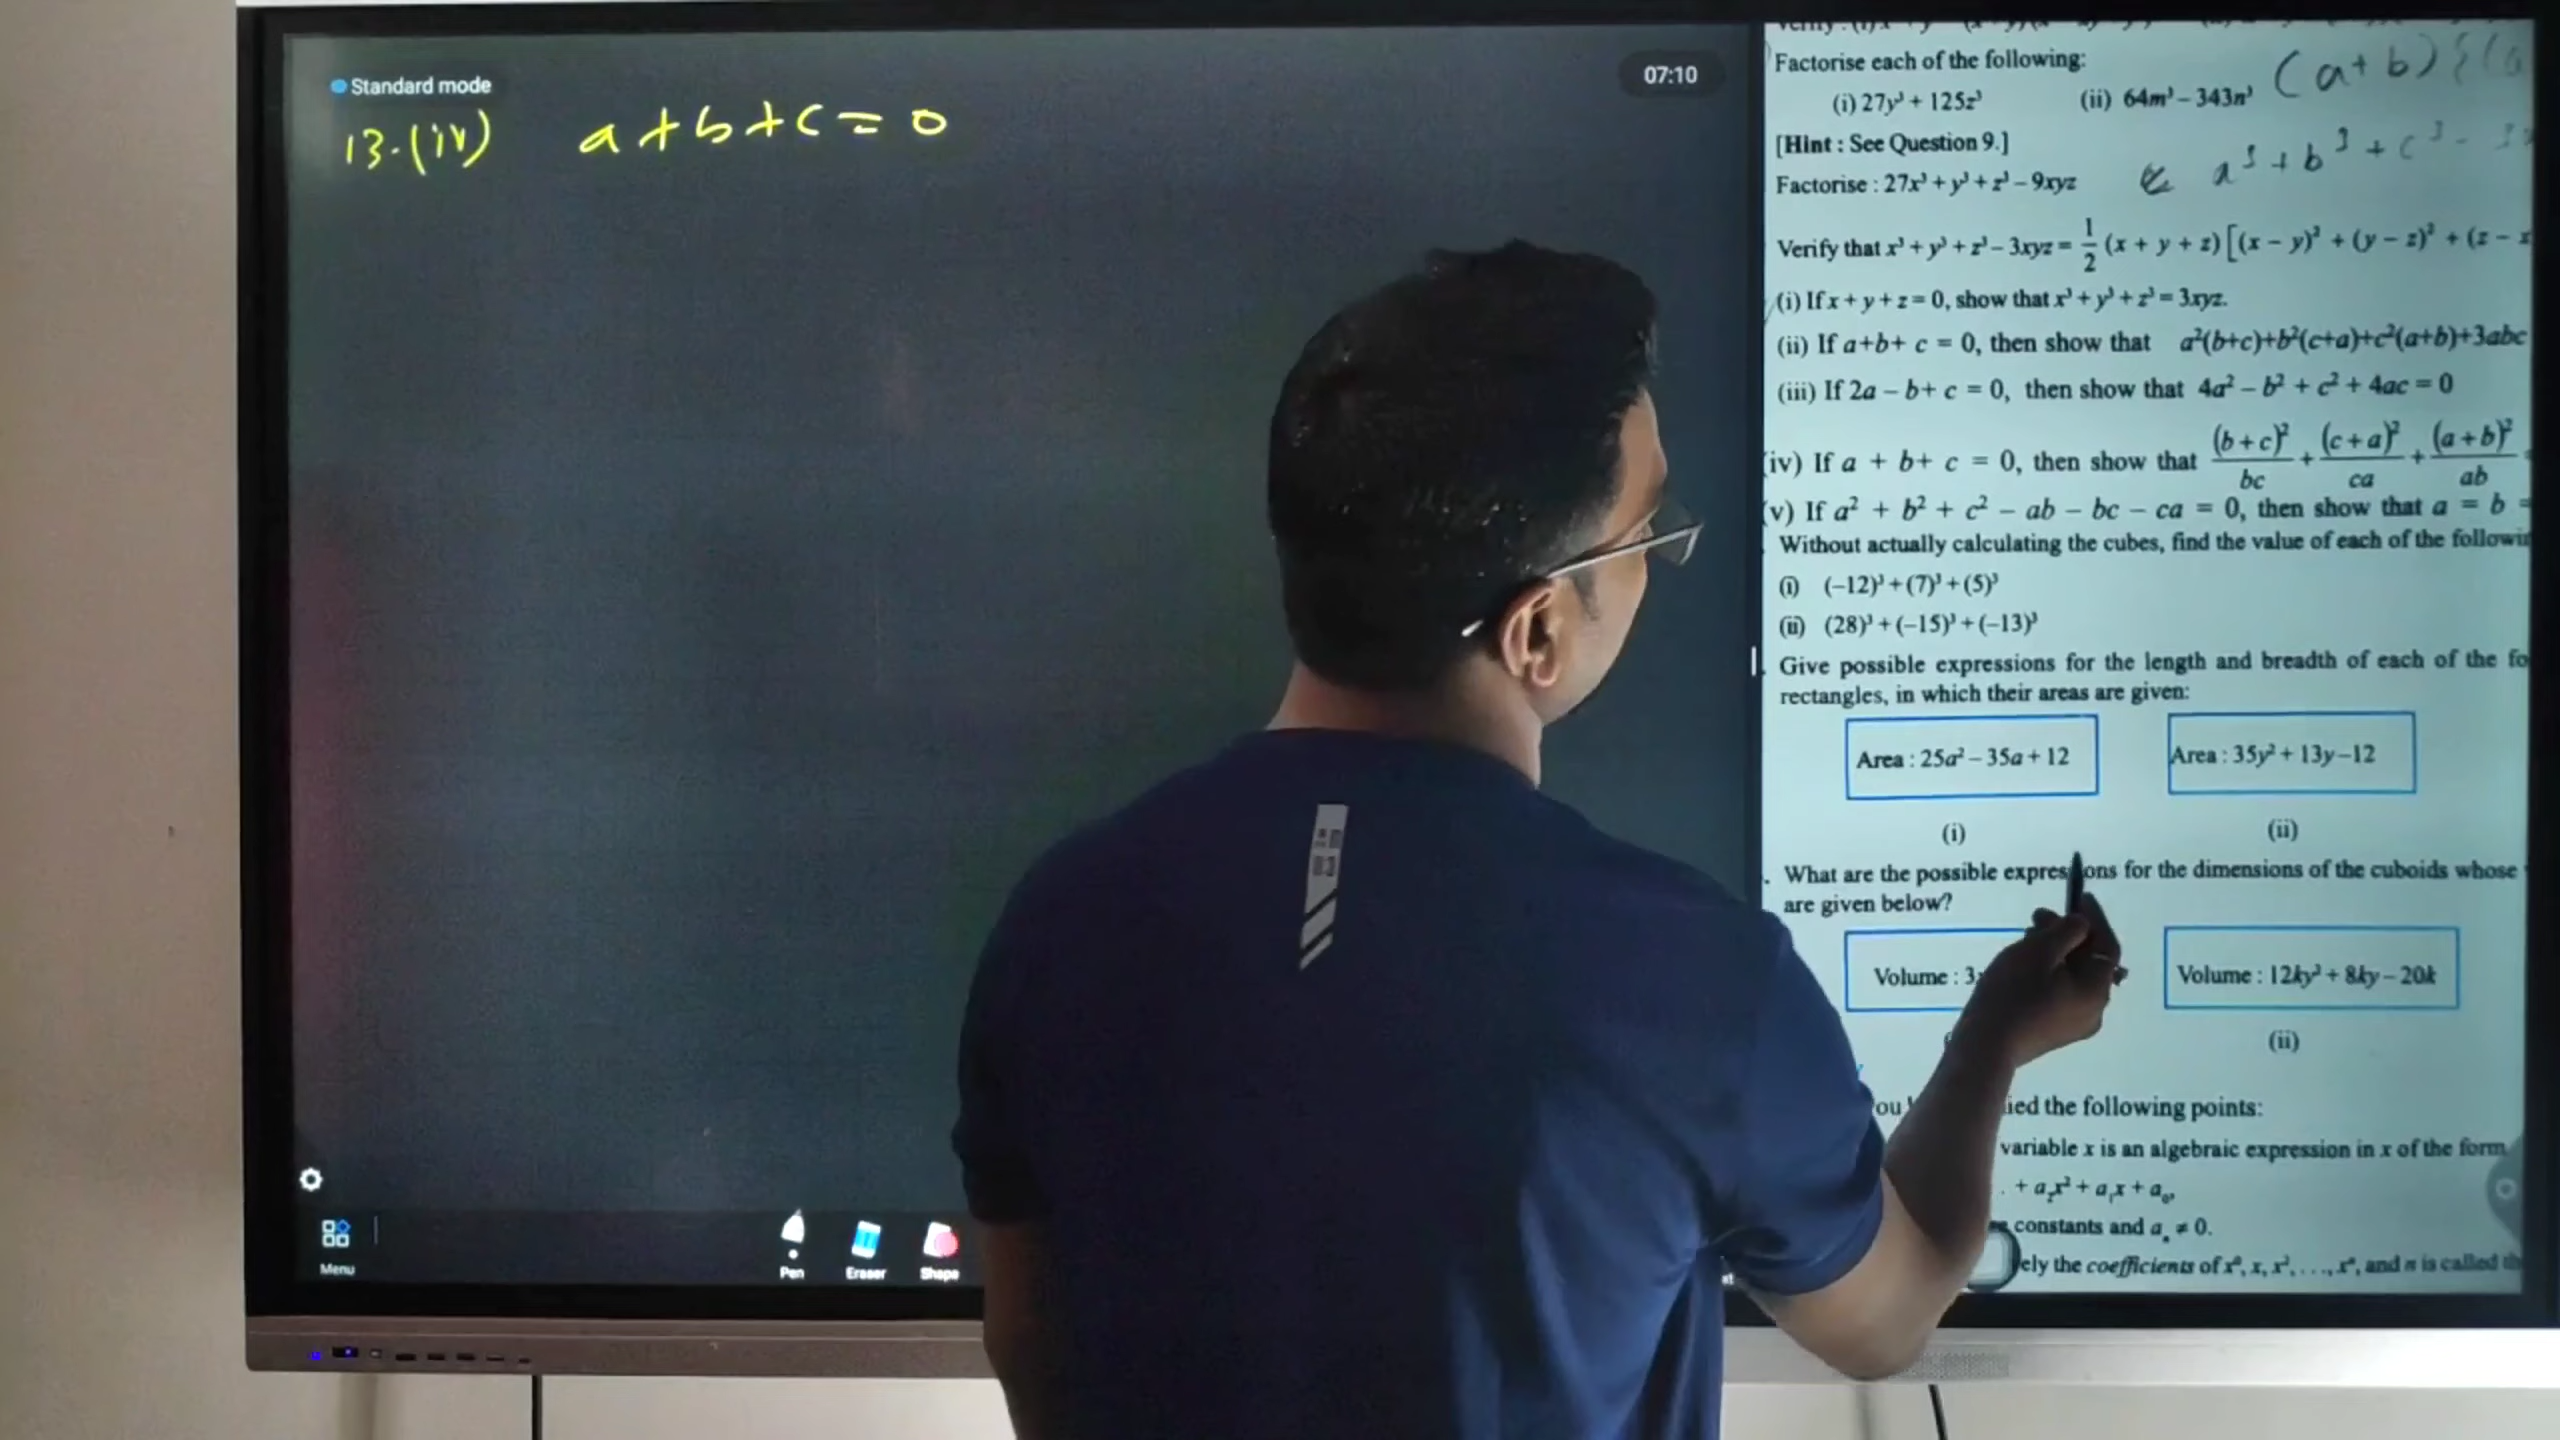 Standard mode
07:10
13.(iv) a+b+c=0
Menu
Pen
Eraser
Shape
Factorise each of the following:
(i) 27y³ + 125z³ (ii) 64m³ – 343n³ (a+b){(a
[Hint : See Question 9.]
a³+b³+c³-3
Factorise : 27x³ + y³ + z³ – 9xyz
Verify that x³ + y³ + z³ – 3xyz = 1/2 (x + y + z) [(x – y)² + (y – z)² + (z – x
(i) If x + y + z = 0, show that x³ + y³ + z³ = 3xyz.
(ii) If a+b+ c = 0, then show that a²(b+c)+b²(c+a)+c²(a+b)+3abc
(iii) If 2a – b+ c = 0, then show that 4a² – b² + c² + 4ac = 0
(iv) If a + b+ c = 0, then show that (b+c)²/bc + (c+a)²/ca + (a+b)²/ab
(v) If a² + b² + c² – ab – bc – ca = 0, then show that a = b =
Without actually calculating the cubes, find the value of each of the
(i) (–12)³ + (7)³ + (5)³
(ii) (28)³ + (–15)³ + (–13)³
Give possible expressions for the length and breadth of each of the fo
rectangles, in which their areas are given:
Area : 25a² – 35a + 12 Area : 35y² + 13y –12
(i) (ii)
. What are the possible expressions for the dimensions of the cuboids whose
are given below?
Volume : 3 Volume : 12ky² + 8ky – 20k
(ii)
ied the following points:
variable x is an algebraic expression in x of the form
. + a₂x² + a₁x + a₀,
constants and aₙ ≠ 0.
ely the coefficients of x⁰, x, x², . . ., xⁿ, and n is called th